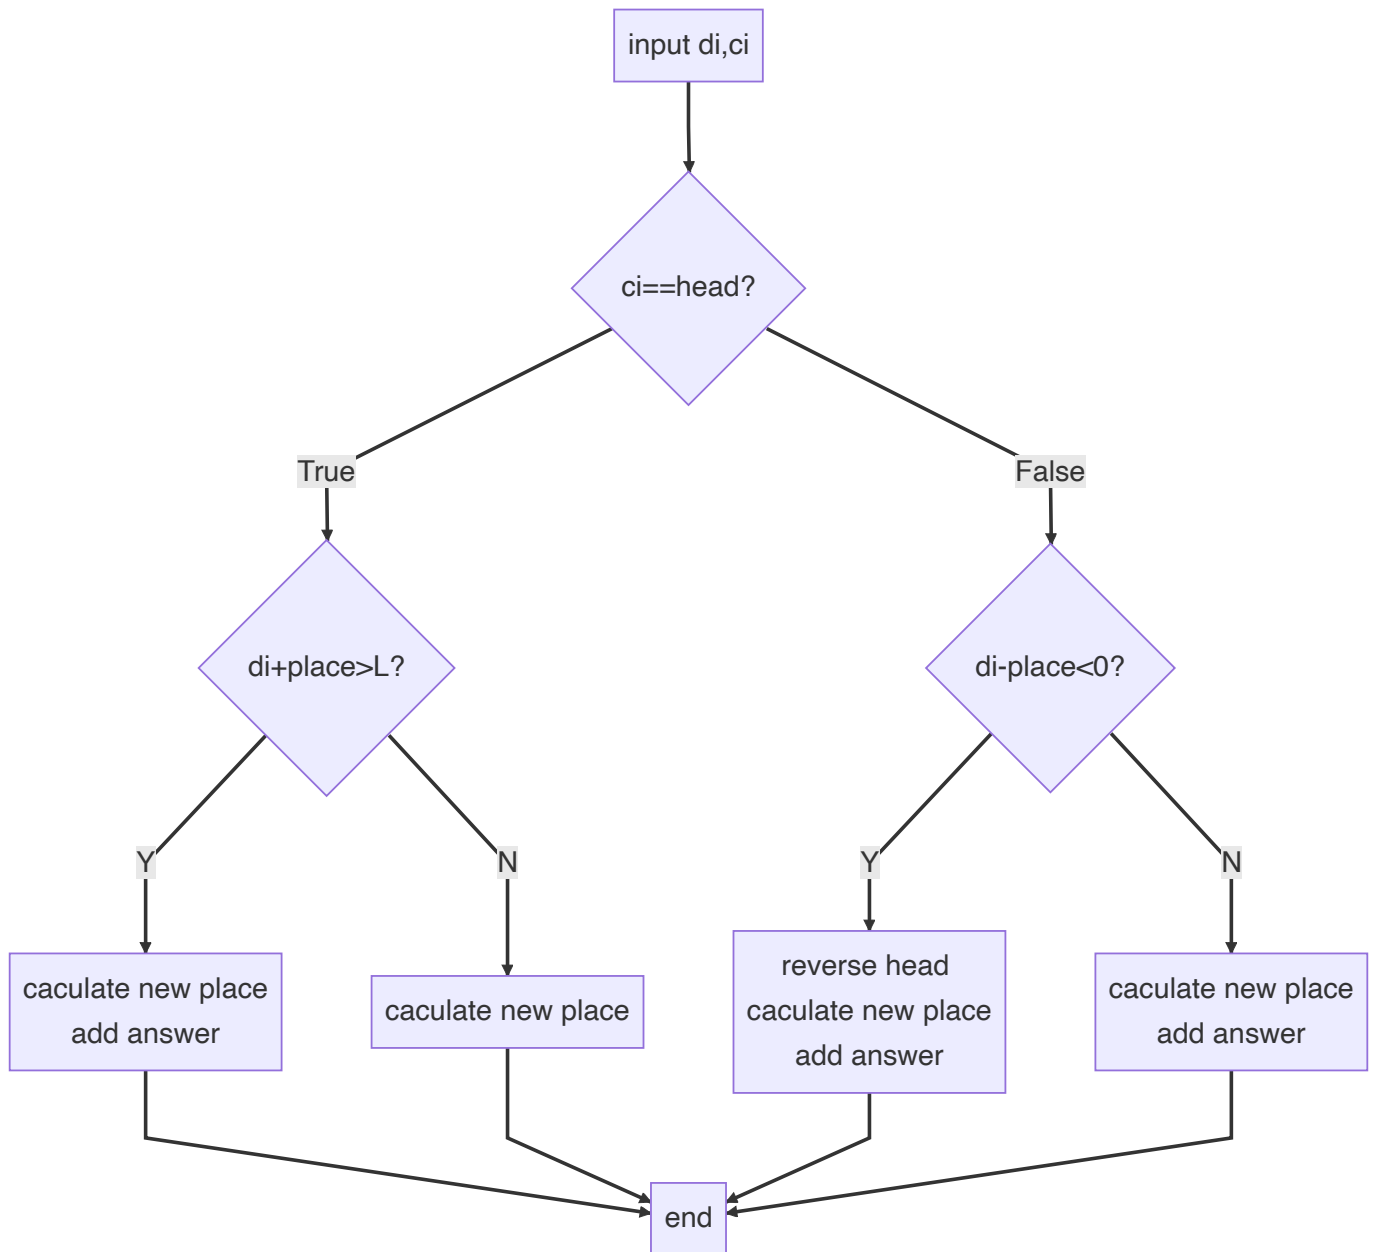 input di,ci
ci==head?
True
False
di+place>L?
di-place<0?
Y
N
Y
N
caculate new place
add answer
caculate new place
reverse head
caculate new place
add answer
caculate new place
add answer
end